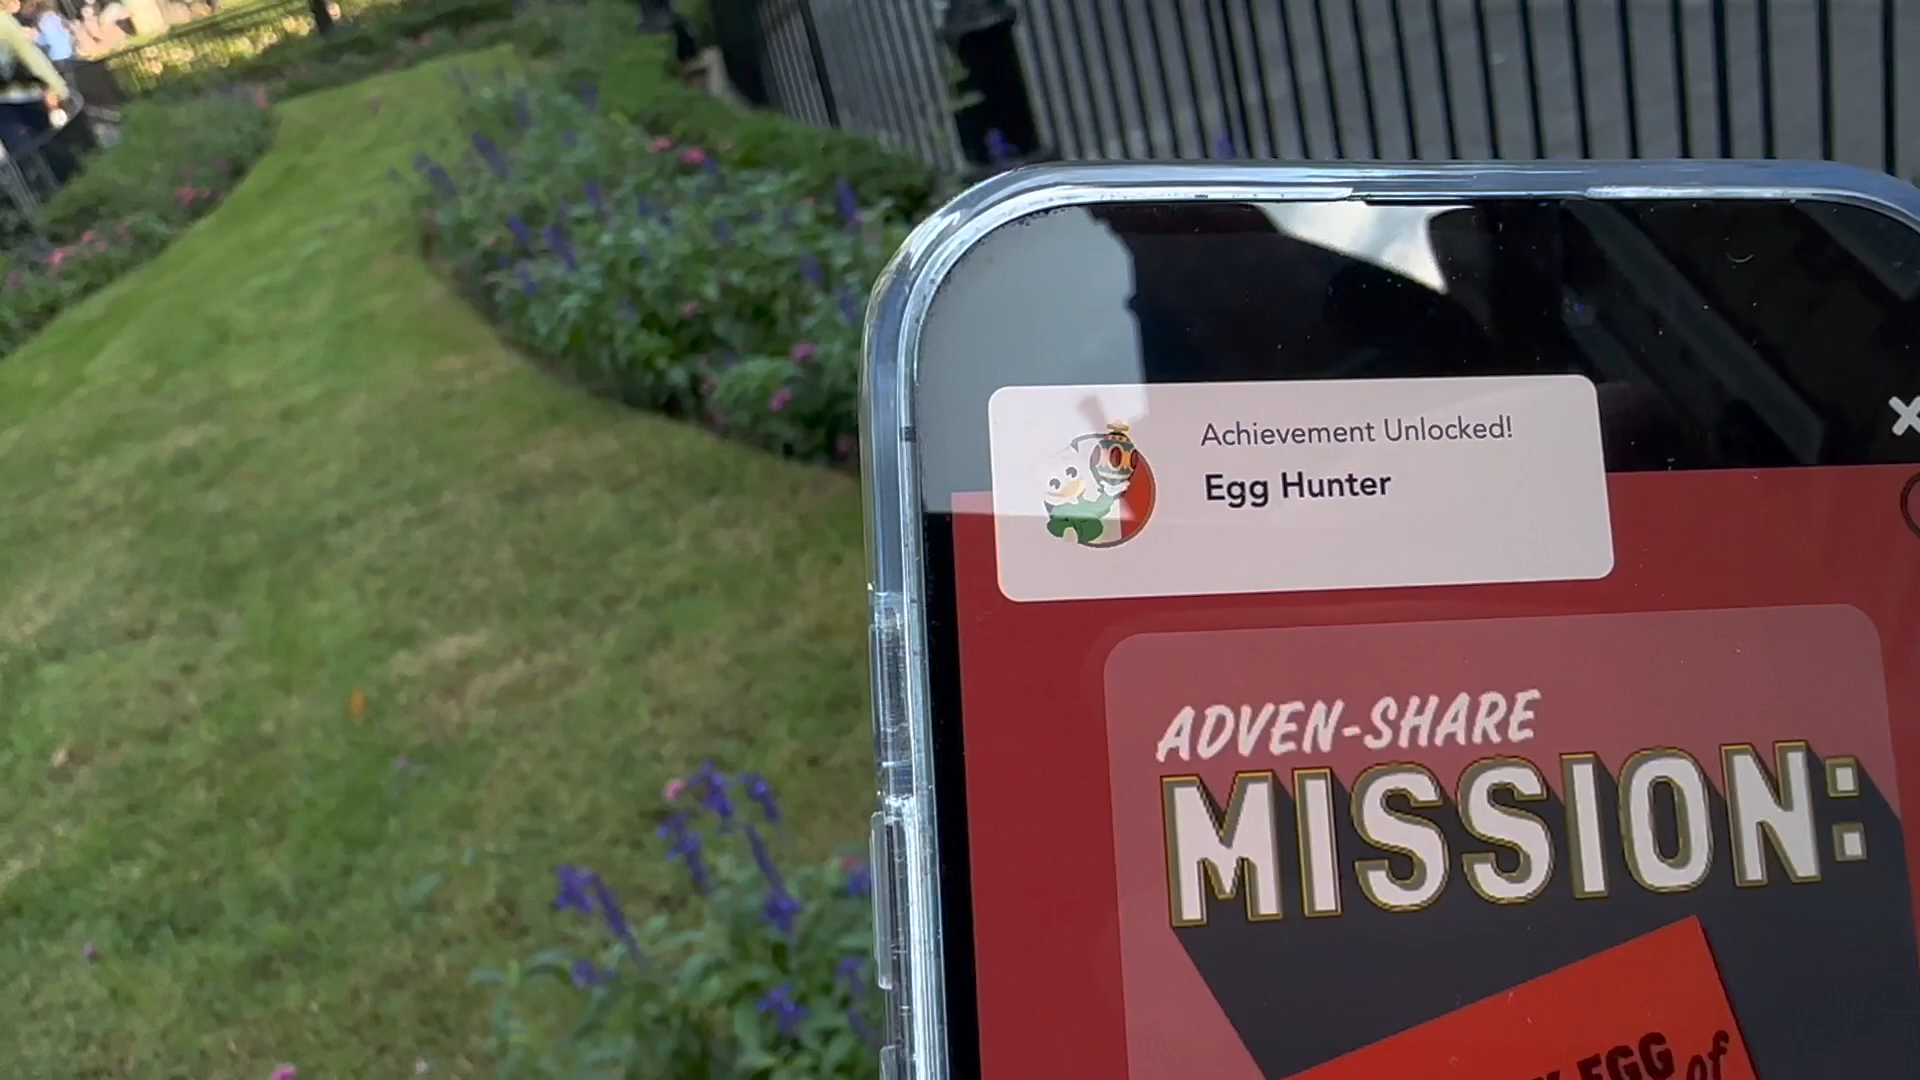 Achievement Unlocked!
Egg Hunter
ADVEN-SHARE
MISSION:
EGG of